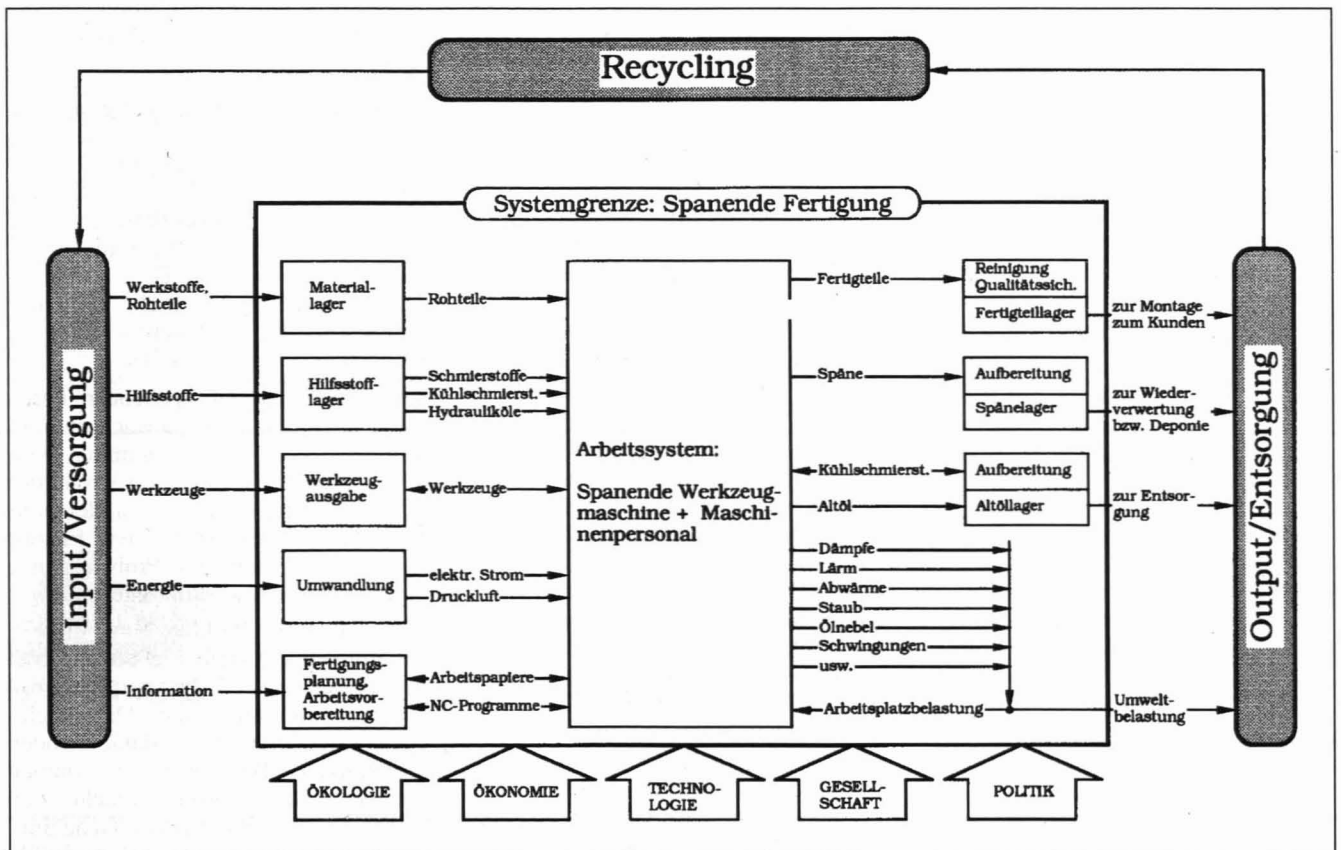 Recycling
Systemgrenze: Spanende Fertigung
Input/Versorgung
Werkstoffe,
Rohteile
Hilfsstoffe
Werkzeuge
Energie
Information
Material-
lager
Hilfsstoff-
lager
Werkzeug-
ausgabe
Umwandlung
Fertigungs-
planung,
Arbeitsvor-
bereitung
Rohteile
Schmierstoffe
Kühlschmierst.
Hydrauliköle
Werkzeuge
elektr. Strom
Druckluft
Arbeitspapiere
NC-Programme
Arbeitssystem:
Spanende Werkzeug-
maschine + Maschi-
nenpersonal
Fertigteile
Späne
Kühlschmierst.
Altöl
Dämpfe
Lärm
Abwärme
Staub
Ölnebel
Schwingungen
usw.
Arbeitsplatzbelastung
Reinigung
Qualitätssich.
Fertigteillager
Aufbereitung
Spänelager
Aufbereitung
Altöllager
zur Montage
zum Kunden
zur Wieder-
verwertung
bzw. Deponie
zur Entsor-
gung
Umwelt-
belastung
Output/Entsorgung
ÖKOLOGIE
ÖKONOMIE
TECHNO-
LOGIE
GESELL-
SCHAFT
POLITIK